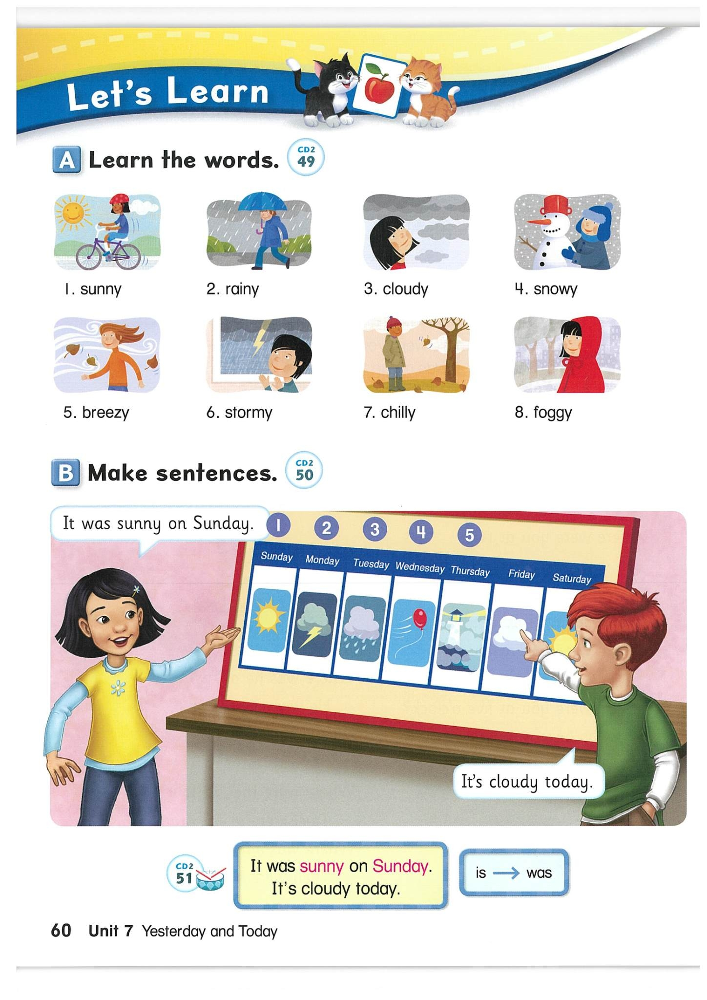 Let's Learn
A Learn the words. CD2 49
1. sunny
2. rainy
3. cloudy
4. snowy
5. breezy
6. stormy
7. chilly
8. foggy
B Make sentences. CD2 50
It was sunny on Sunday.
1 2 3 4 5
Sunday Monday Tuesday Wednesday Thursday Friday Saturday
It's cloudy today.
CD2 51
It was sunny on Sunday.
It's cloudy today.
is → was
60 Unit 7 Yesterday and Today